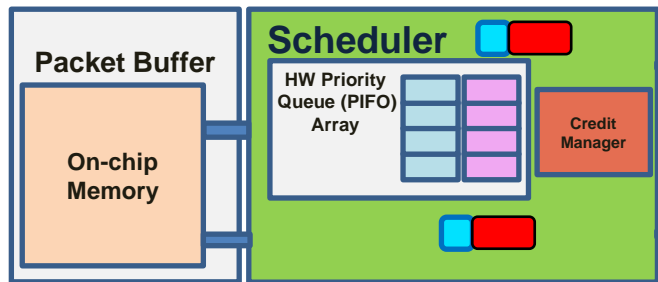 Packet Buffer
On-chip
Memory
Scheduler
HW Priority
Queue (PIFO)
Array
Credit
Manager